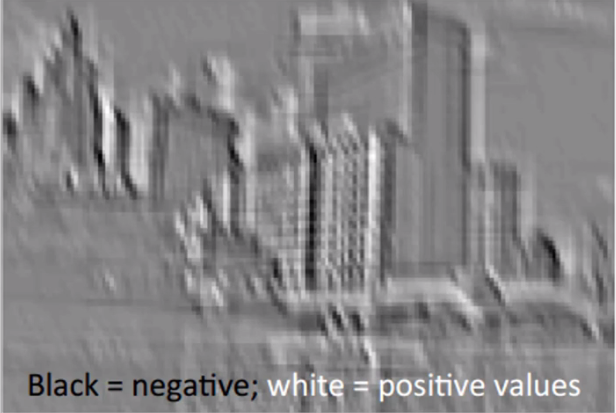 Black = negative; white = positive values